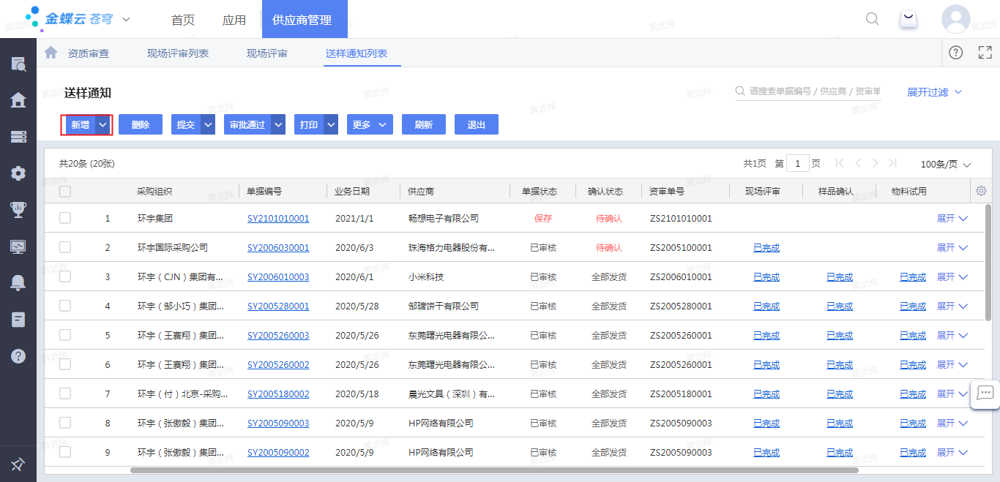 金蝶云 苍穹 首页 应用 供应商管理
资质审查 现场评审列表 现场评审 送样通知列表
送样通知 请搜索单据编号 / 供应商 / 资审单 展开过滤
新增 删除 提交 审批通过 打印 更多 刷新 退出
共20条 (20张) 共1页 第 1 页 100条/页
采购组织 单据编号 业务日期 供应商 单据状态 确认状态 资审单号 现场评审 样品确认 物料试用
1 环宇集团 SY2101010001 2021/1/1 畅想电子有限公司 保存 待确认 ZS2101010001 展开
2 环宇国际采购公司 SY2006030001 2020/6/3 珠海格力电器股份有... 已审核 待确认 ZS2005100001 已完成 展开
3 环宇（CJN）集团有... SY2006010003 2020/6/1 小米科技 已审核 全部发货 ZS2006010001 已完成 已完成 已完成 展开
4 环宇（邹小巧）集团... SY2005280001 2020/5/28 邹瑭饼干有限公司 已审核 全部发货 ZS2005280001 已完成 已完成 已完成 展开
5 环宇（王赛翔）集团... SY2005260003 2020/5/26 东莞曙光电器有限公... 已审核 全部发货 ZS2005260001 已完成 已完成 已完成 展开
6 环宇（王赛翔）集团... SY2005260002 2020/5/26 东莞曙光电器有限公... 已审核 全部发货 ZS2005260001 已完成 已完成 已完成 展开
7 环宇（付）北京-采购... SY2005180002 2020/5/18 晨光文具（深圳）有... 已审核 全部发货 ZS2005180001 已完成 已完成 已完成 展开
8 环宇（张傲毅）集团... SY2005090003 2020/5/9 HP网络有限公司 已审核 全部发货 ZS2005090003 已完成 已完成 已完成 展开
9 环宇（张傲毅）集团... SY2005090002 2020/5/9 HP网络有限公司 已审核 全部发货 ZS2005090003 已完成 已完成 已完成 展开